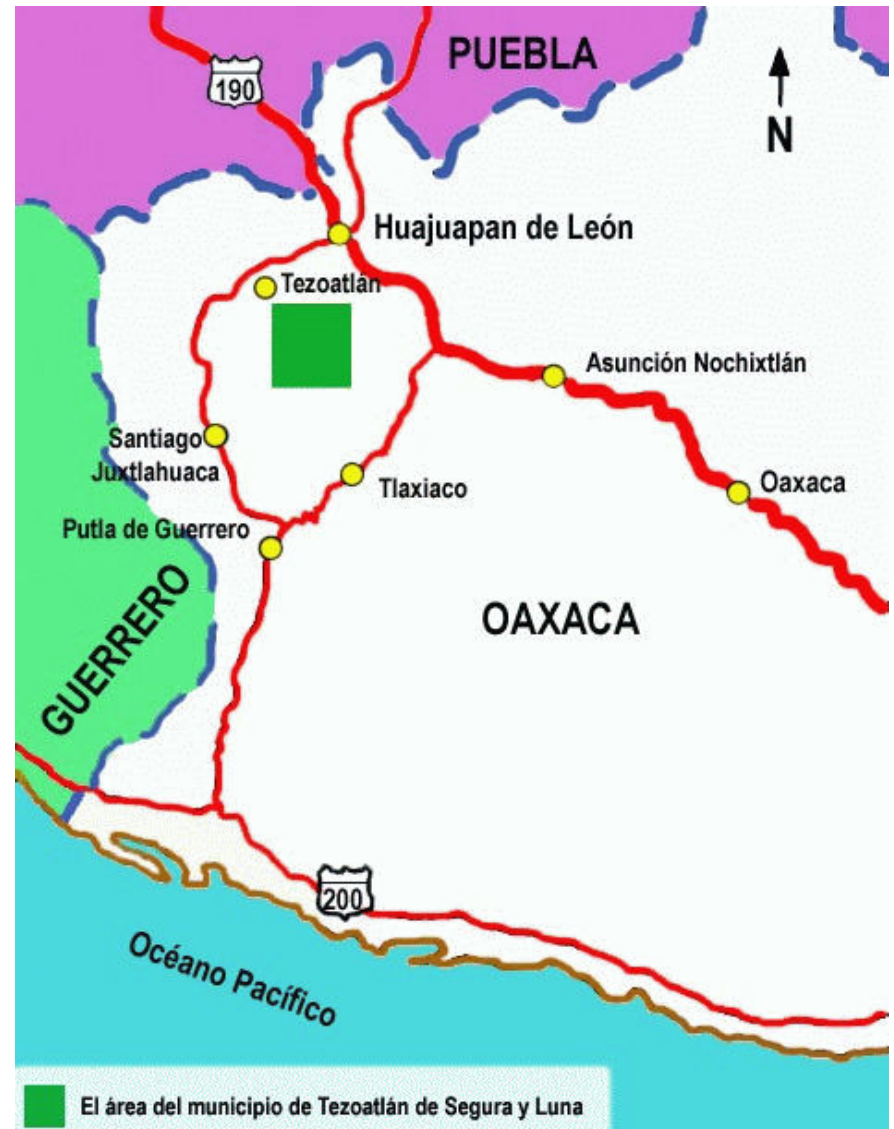 PUEBLA
190
N
Huajuapan de León
Tezoatlán
Asunción Nochixtlán
Santiago
Juxtlahuaca
Tlaxiaco
Oaxaca
Putla de Guerrero
GUERRERO
OAXACA
200
Océano Pacífico
El área del municipio de Tezoatlán de Segura y Luna